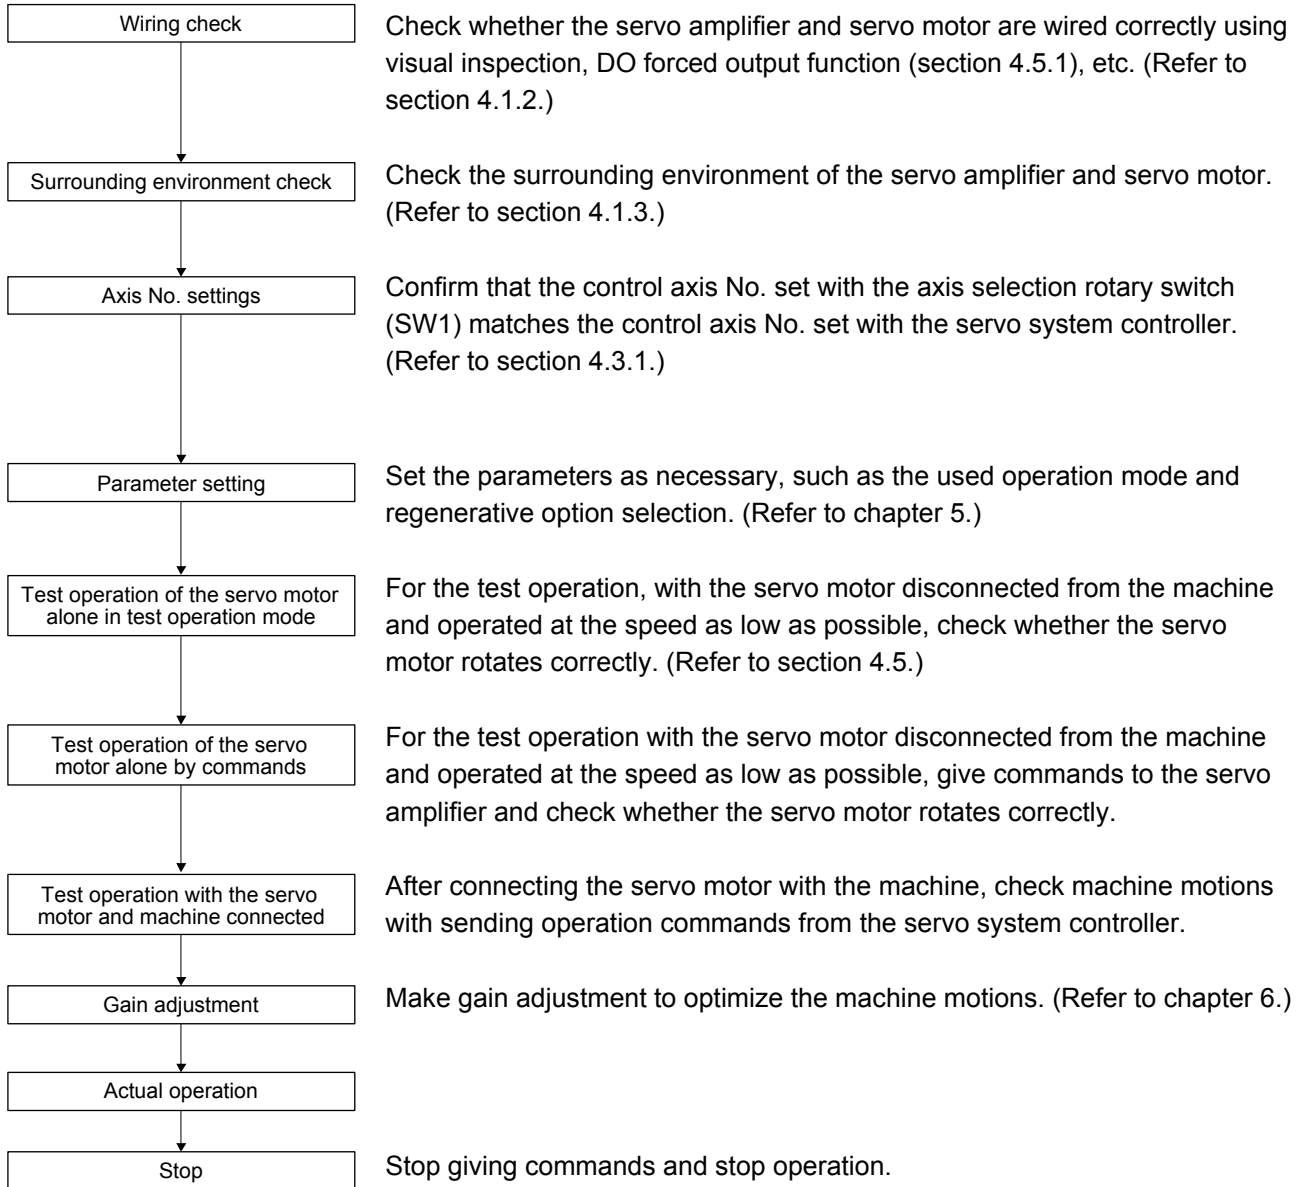 Wiring check
Check whether the servo amplifier and servo motor are wired correctly using
visual inspection, DO forced output function (section 4.5.1), etc. (Refer to
section 4.1.2.)
Surrounding environment check
Check the surrounding environment of the servo amplifier and servo motor.
(Refer to section 4.1.3.)
Axis No. settings
Confirm that the control axis No. set with the axis selection rotary switch
(SW1) matches the control axis No. set with the servo system controller.
(Refer to section 4.3.1.)
Parameter setting
Set the parameters as necessary, such as the used operation mode and
regenerative option selection. (Refer to chapter 5.)
Test operation of the servo motor
alone in test operation mode
For the test operation, with the servo motor disconnected from the machine
and operated at the speed as low as possible, check whether the servo
motor rotates correctly. (Refer to section 4.5.)
Test operation of the servo
motor alone by commands
For the test operation with the servo motor disconnected from the machine
and operated at the speed as low as possible, give commands to the servo
amplifier and check whether the servo motor rotates correctly.
Test operation with the servo
motor and machine connected
After connecting the servo motor with the machine, check machine motions
with sending operation commands from the servo system controller.
Gain adjustment
Make gain adjustment to optimize the machine motions. (Refer to chapter 6.)
Actual operation
Stop
Stop giving commands and stop operation.